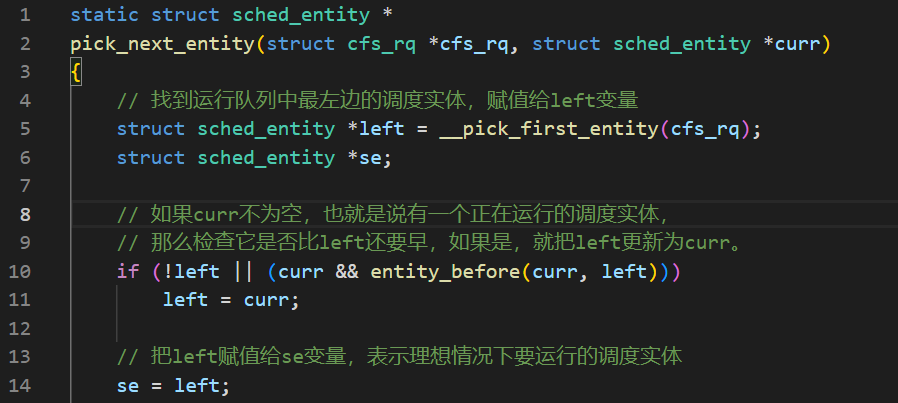 1 static struct sched_entity *
2 pick_next_entity(struct cfs_rq *cfs_rq, struct sched_entity *curr)
3 {
4 // 找到运行队列中最左边的调度实体，赋值给left变量
5 struct sched_entity *left = __pick_first_entity(cfs_rq);
6 struct sched_entity *se;
7
8 // 如果curr不为空，也就是说有一个正在运行的调度实体，
9 // 那么检查它是否比left还要早，如果是，就把left更新为curr。
10 if (!left || (curr && entity_before(curr, left)))
11 left = curr;
12
13 // 把left赋值给se变量，表示理想情况下要运行的调度实体
14 se = left;